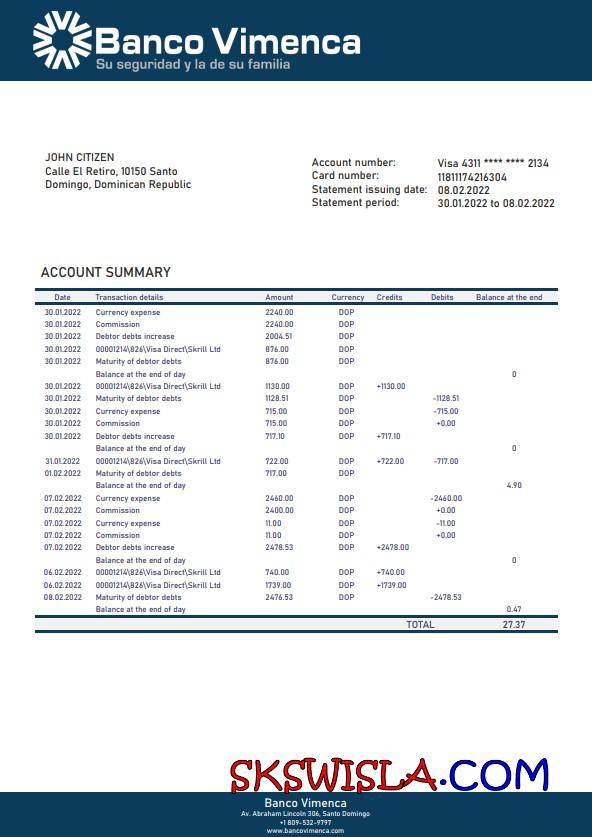 Banco Vimenca
Su seguridad y la de su familia
JOHN CITIZEN
Calle El Retiro, 10150 Santo
Domingo, Dominican Republic
Account number: Visa 4311 **** **** 2134
Card number: 11811174216304
Statement issuing date: 08.02.2022
Statement period: 30.01.2022 to 08.02.2022
ACCOUNT SUMMARY
Date Transaction details Amount Currency Credits Debits Balance at the end
30.01.2022 Currency expense 2240.00 DOP
30.01.2022 Commission 2240.00 DOP
30.01.2022 Debtor debts increase 2004.51 DOP
30.01.2022 00001214\826\Visa Direct\Skrill Ltd 876.00 DOP
30.01.2022 Maturity of debtor debts 876.00 DOP
Balance at the end of day 0
30.01.2022 00001214\826\Visa Direct\Skrill Ltd 1130.00 DOP +1130.00
30.01.2022 Maturity of debtor debts 1128.51 DOP -1128.51
30.01.2022 Currency expense 715.00 DOP -715.00
30.01.2022 Commission 715.00 DOP +0.00
30.01.2022 Debtor debts increase 717.10 DOP +717.10
Balance at the end of day 0
31.01.2022 00001214\826\Visa Direct\Skrill Ltd 722.00 DOP +722.00 -717.00
01.02.2022 Maturity of debtor debts 717.00 DOP
Balance at the end of day 4.90
07.02.2022 Currency expense 2460.00 DOP -2460.00
07.02.2022 Commission 2400.00 DOP +0.00
07.02.2022 Currency expense 11.00 DOP -11.00
07.02.2022 Commission 11.00 DOP +0.00
07.02.2022 Debtor debts increase 2478.53 DOP +2478.00
Balance at the end of day 0
06.02.2022 00001214\826\Visa Direct\Skrill Ltd 740.00 DOP +740.00
06.02.2022 00001214\826\Visa Direct\Skrill Ltd 1739.00 DOP +1739.00
08.02.2022 Maturity of debtor debts 2476.53 DOP -2478.53
Balance at the end of day 0.47
TOTAL 27.37
SKSWISLA.COM
Banco Vimenca
Av. Abraham Lincoln 306, Santo Domingo
+1 809-532-9797
www.bancovimenca.com